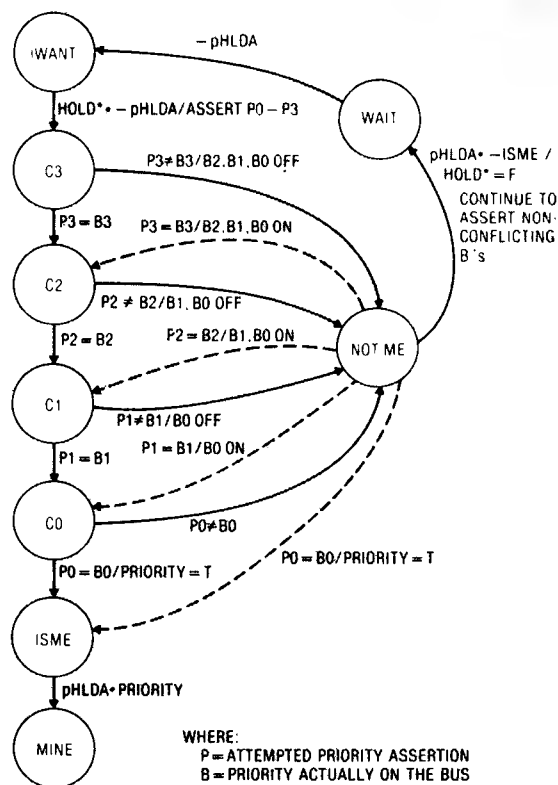 – pHLDA
IWANT
HOLD* • – pHLDA/ASSERT P0 – P3
WAIT
pHLDA • – ISME /
HOLD* = F
CONTINUE TO
ASSERT NON-
CONFLICTING
B's
C3
P3≠B3/B2,B1,B0 OFF
P3 = B3
P3 = B3/B2,B1,B0 ON
C2
P2 ≠ B2/B1,B0 OFF
P2 = B2
P2 = B2/B1,B0 ON
NOT ME
C1
P1≠B1/B0 OFF
P1 = B1
P1 = B1/B0 ON
C0
P0≠B0
P0 = B0/PRIORITY = T
P0 = B0/PRIORITY = T
ISME
pHLDA • PRIORITY
MINE
WHERE:
P = ATTEMPTED PRIORITY ASSERTION
B = PRIORITY ACTUALLY ON THE BUS